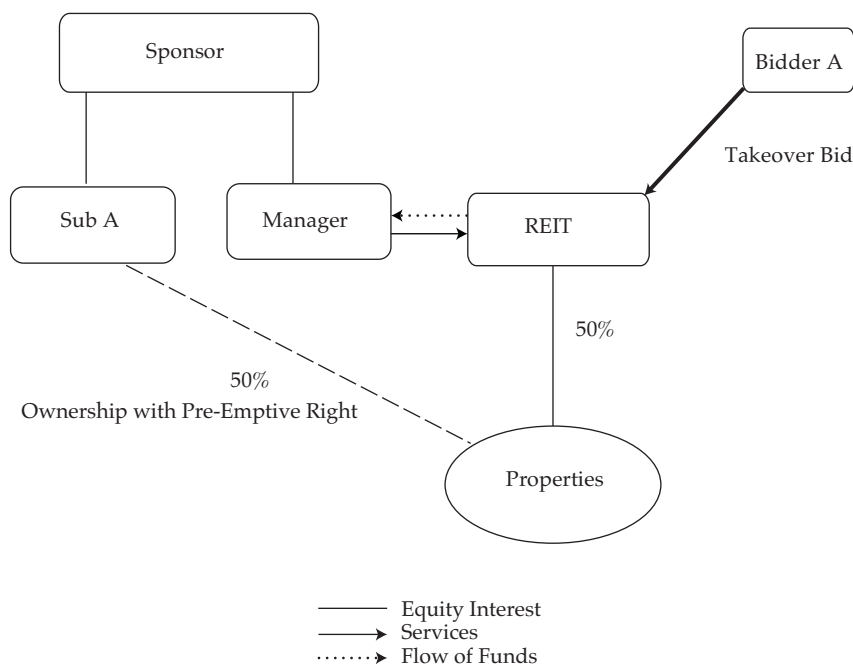 Sponsor
Bidder A
Takeover Bid
Sub A
Manager
REIT
50%
50%
Ownership with Pre-Emptive Right
Properties
Equity Interest
Services
Flow of Funds